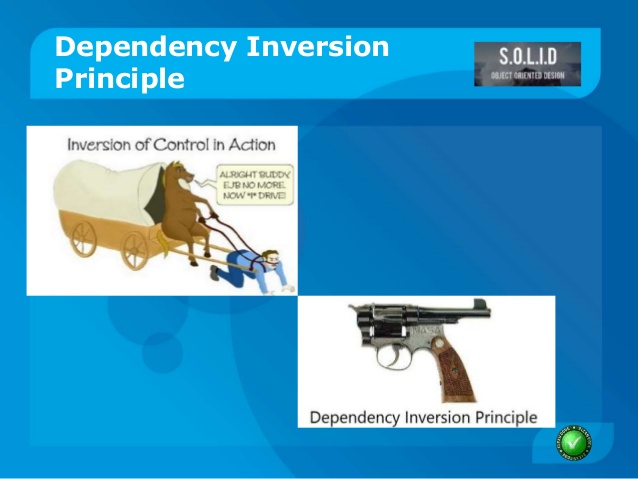 Dependency Inversion
Principle
S.O.L.I.D
OBJECT ORIENTED DESIGN
Inversion of Control in Action
ALRIGHT BUDDY,
EJB NO MORE.
NOW *I* DRIVE!
Dependency Inversion Principle